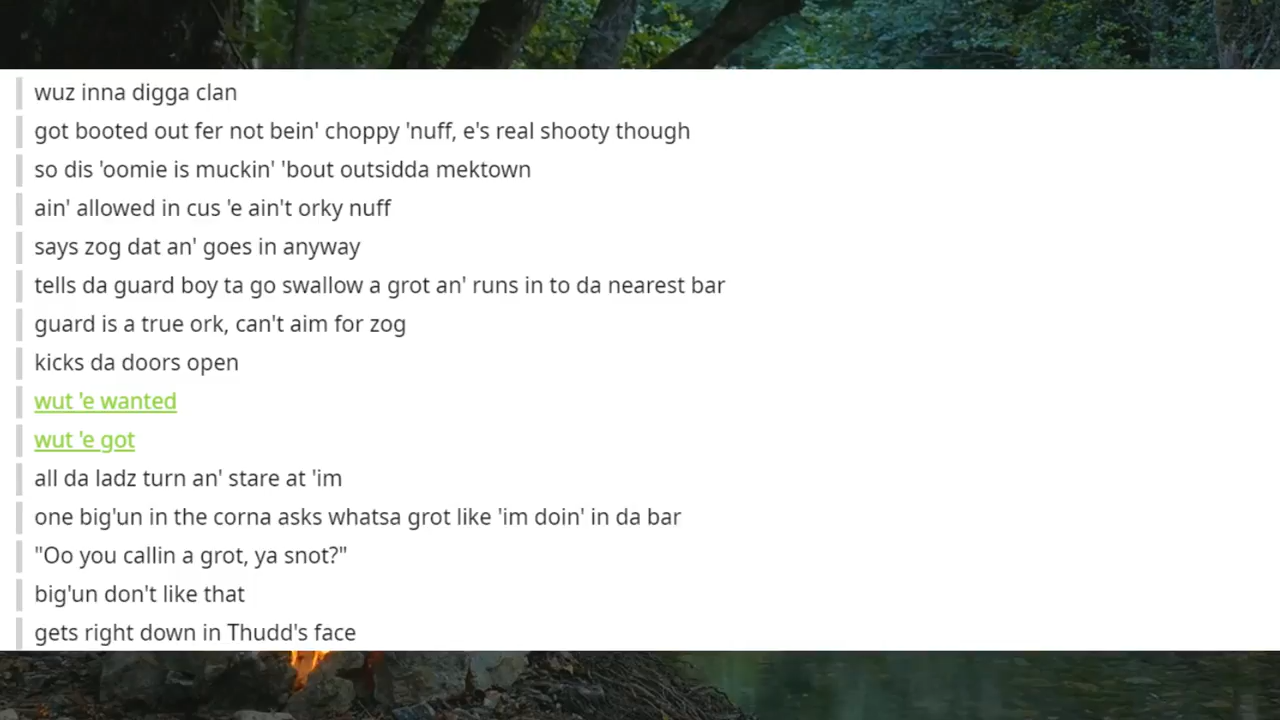 wuz inna digga clan
got booted out fer not bein' choppy 'nuff, e's real shooty though
so dis 'oomie is muckin' 'bout outsidda mektown
ain' allowed in cus 'e ain't orky nuff
says zog dat an' goes in anyway
tells da guard boy ta go swallow a grot an' runs in to da nearest bar
guard is a true ork, can't aim for zog
kicks da doors open
wut 'e wanted
wut 'e got
all da ladz turn an' stare at 'im
one big'un in the corna asks whatsa grot like 'im doin' in da bar
"Oo you callin a grot, ya snot?"
big'un don't like that
gets right down in Thudd's face